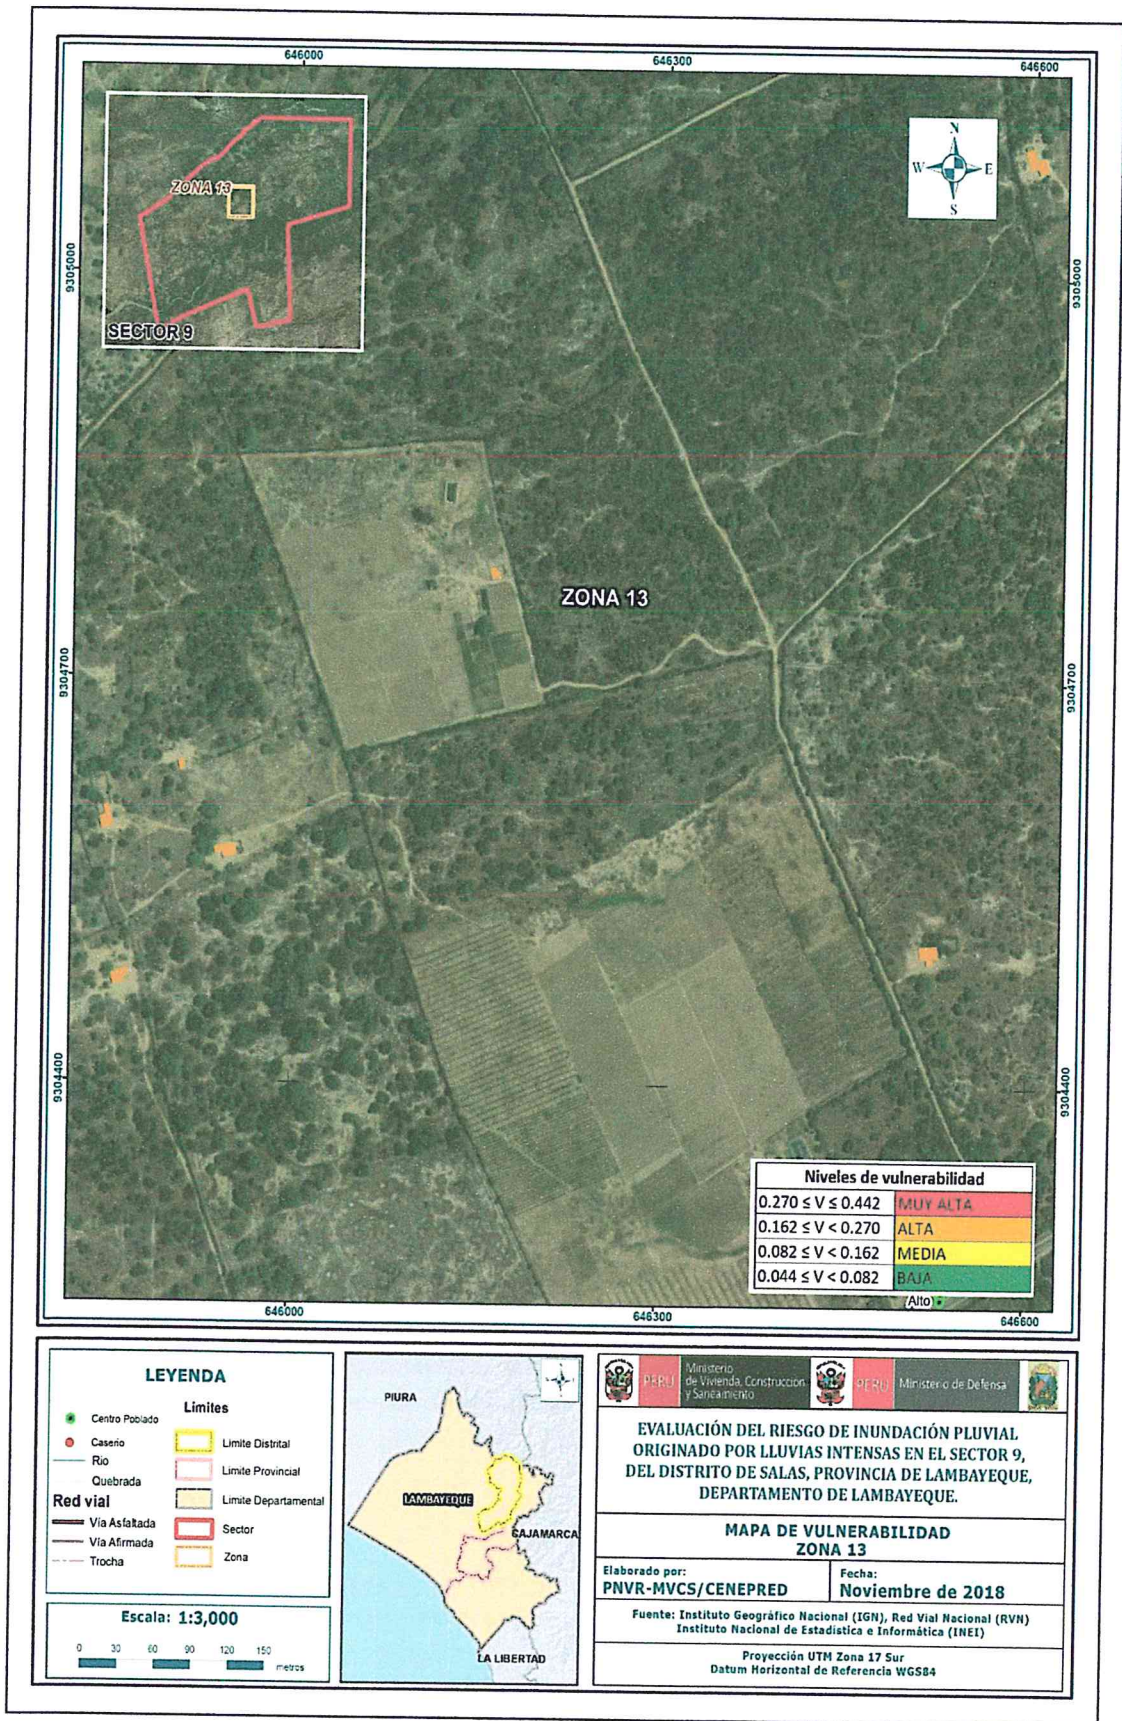 646000
646300
646600
N
W E
S
ZONA 13
SECTOR 9
9305000
9305000
ZONA 13
9304700
9304700
9304400
9304400
Niveles de vulnerabilidad
0.270 ≤ V ≤ 0.442 MUY ALTA
0.162 ≤ V < 0.270 ALTA
0.082 ≤ V < 0.162 MEDIA
0.044 ≤ V < 0.082 BAJA
Alto
646000
646300
646600
LEYENDA
Centro Poblado
Caserio
Rio
Quebrada
Red vial
Vía Asfaltada
Vía Afirmada
Trocha
Limites
Limite Distrital
Limite Provincial
Limite Departamental
Sector
Zona
Escala: 1:3,000
0 30 60 90 120 150
metros
PIURA
LAMBAYEQUE
CAJAMARCA
LA LIBERTAD
PERÚ
Ministerio
de Vivienda, Construcción
y Saneamiento
PERÚ
Ministerio de Defensa
EVALUACIÓN DEL RIESGO DE INUNDACIÓN PLUVIAL
ORIGINADO POR LLUVIAS INTENSAS EN EL SECTOR 9,
DEL DISTRITO DE SALAS, PROVINCIA DE LAMBAYEQUE,
DEPARTAMENTO DE LAMBAYEQUE.
MAPA DE VULNERABILIDAD
ZONA 13
Elaborado por:
PNVR-MVCS/CENEPRED
Fecha:
Noviembre de 2018
Fuente: Instituto Geográfico Nacional (IGN), Red Vial Nacional (RVN)
Instituto Nacional de Estadistica e Informática (INEI)
Proyección UTM Zona 17 Sur
Datum Horizontal de Referencia WGS84